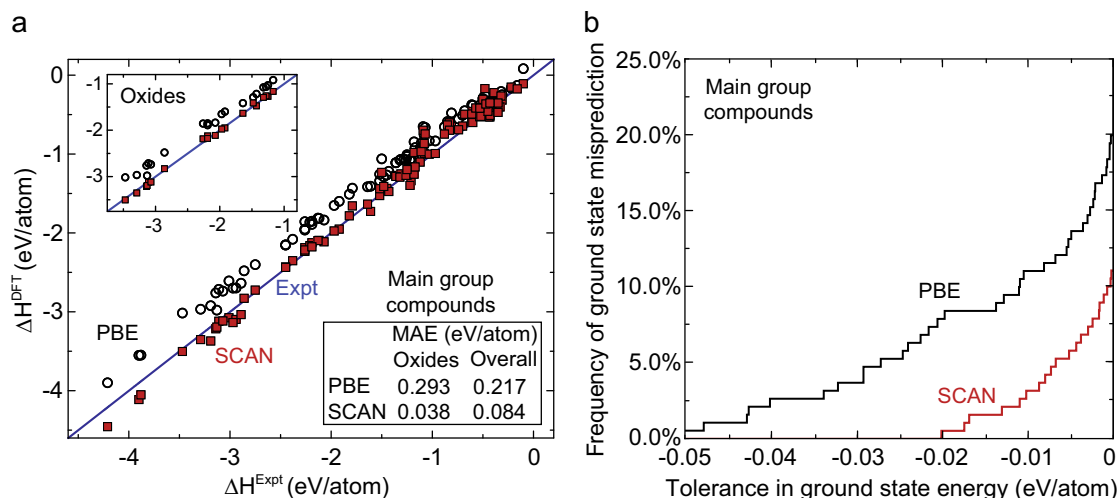 a
ΔH^DFT (eV/atom)
0
-1
-2
-3
-4
Oxides
-1
-2
-3
-3
-2
-1
PBE
SCAN
Expt
Main group
compounds
MAE (eV/atom)
Oxides Overall
PBE 0.293 0.217
SCAN 0.038 0.084
-4
-3
-2
-1
0
ΔH^Expt (eV/atom)
b
Frequency of ground state misprediction
25.0%
20.0%
15.0%
10.0%
5.0%
0.0%
Main group
compounds
PBE
SCAN
-0.05
-0.04
-0.03
-0.02
-0.01
0
Tolerance in ground state energy (eV/atom)